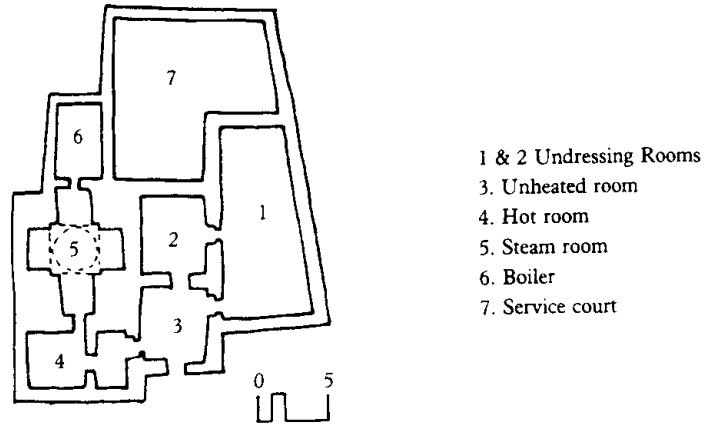 7
6
1 & 2 Undressing Rooms
3. Unheated room
1
4. Hot room
2
5
5. Steam room
6. Boiler
7. Service court
3
4
0 5